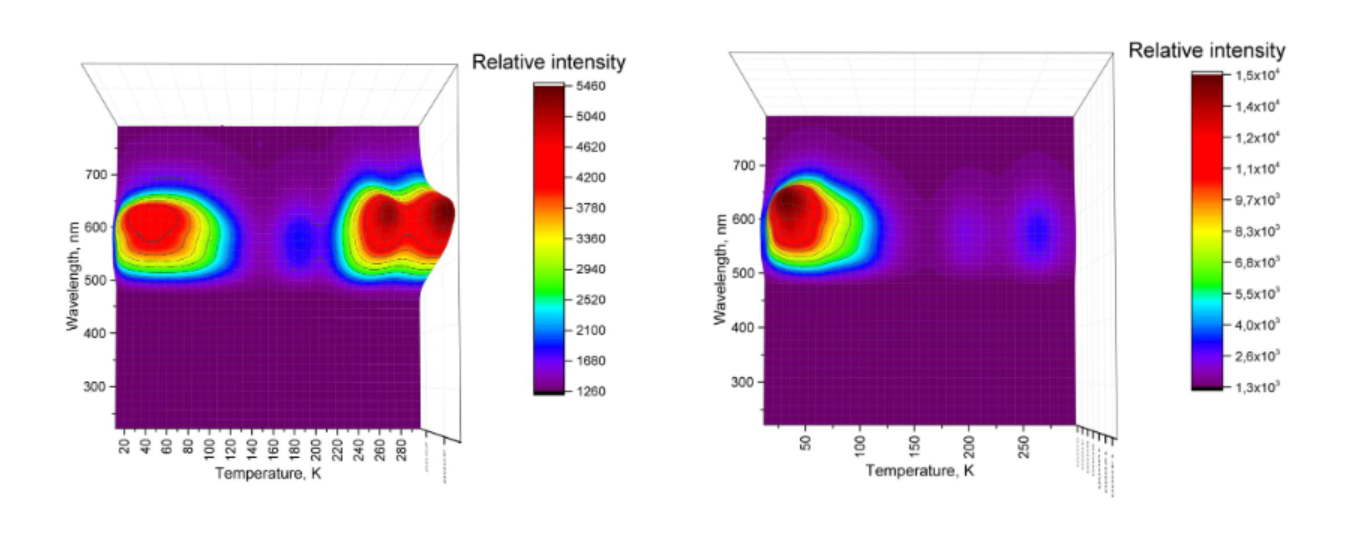 Relative intensity
5460
5040
4620
4200
3780
3360
2940
2520
2100
1680
1260
Wavelength, nm
700
600
500
400
300
20
40
60
80
100
120
140
160
180
200
220
240
260
280
Temperature, K
Relative intensity
1,5x10⁴
1,4x10⁴
1,2x10⁴
1,1x10⁴
9,7x10³
8,3x10³
6,8x10³
5,5x10³
4,0x10³
2,6x10³
1,3x10³
Wavelength, nm
700
600
500
400
300
50
100
150
200
250
Temperature, K